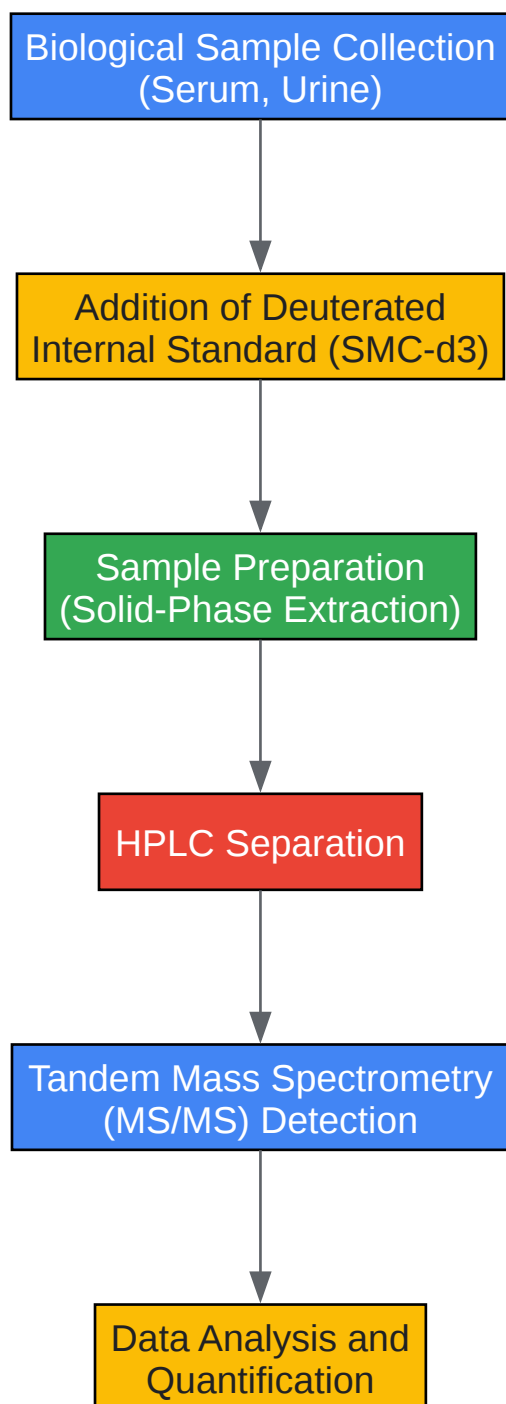 Biological Sample Collection
(Serum, Urine)
Addition of Deuterated
Internal Standard (SMC-d3)
Sample Preparation
(Solid-Phase Extraction)
HPLC Separation
Tandem Mass Spectrometry
(MS/MS) Detection
Data Analysis and
Quantification